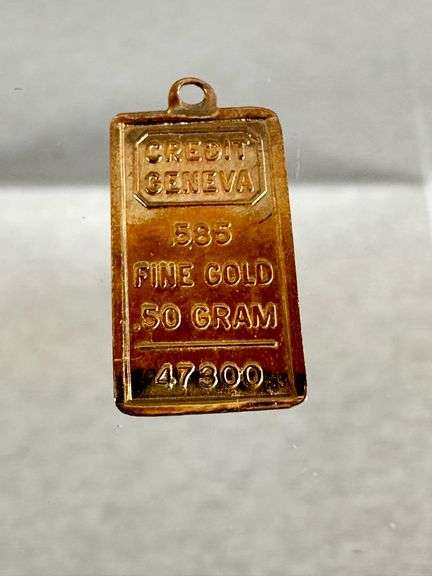 CREDIT
GENEVA
585
FINE GOLD
.50 GRAM
47300